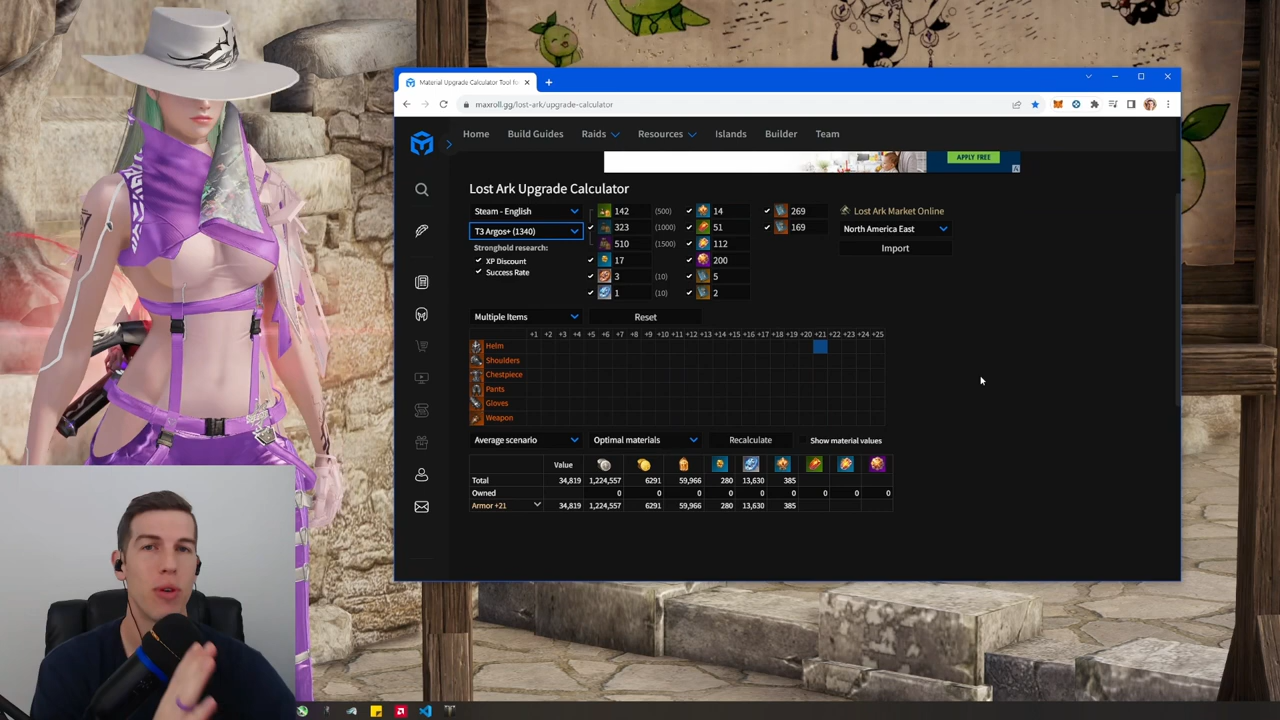 Material Upgrade Calculator Tool fo
maxroll.gg/lost-ark/upgrade-calculator
Home Build Guides Raids Resources Islands Builder Team
APPLY FREE
Lost Ark Upgrade Calculator
Steam - English 142 (500) 14 269 Lost Ark Market Online
T3 Argos+ (1340) 323 (1000) 51 169 North America East
Stronghold research: 510 (1500) 112 Import
XP Discount 17 200
Success Rate 3 (10) 5
1 (10) 2
Multiple Items Reset
+1 +2 +3 +4 +5 +6 +7 +8 +9 +10 +11 +12 +13 +14 +15 +16 +17 +18 +19 +20 +21 +22 +23 +24 +25
Helm
Shoulders
Chestpiece
Pants
Gloves
Weapon
Average scenario Optimal materials Recalculate Show material values
Value
Total 34,819 1,224,557 6291 59,966 280 13,630 385
Owned 0 0 0 0 0 0 0 0 0
Armor +21 34,819 1,224,557 6291 59,966 280 13,630 385